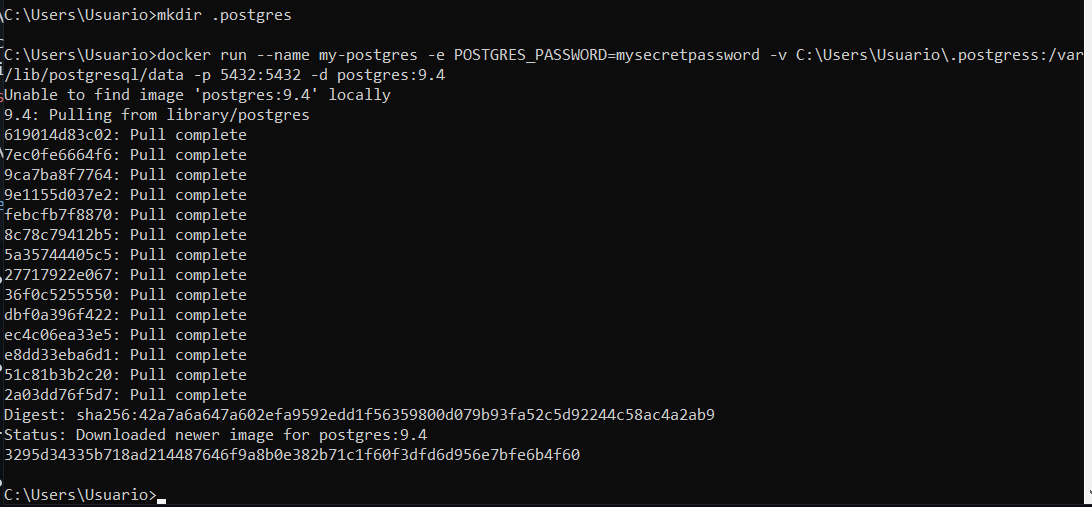 C:\Users\Usuario>mkdir .postgres
C:\Users\Usuario>docker run --name my-postgres -e POSTGRES_PASSWORD=mysecretpassword -v C:\Users\Usuario\.postgress:/var
/lib/postgresql/data -p 5432:5432 -d postgres:9.4
Unable to find image 'postgres:9.4' locally
9.4: Pulling from library/postgres
619014d83c02: Pull complete
7ec0fe6664f6: Pull complete
9ca7ba8f7764: Pull complete
9e1155d037e2: Pull complete
febcfb7f8870: Pull complete
8c78c79412b5: Pull complete
5a35744405c5: Pull complete
27717922e067: Pull complete
36f0c5255550: Pull complete
dbf0a396f422: Pull complete
ec4c06ea33e5: Pull complete
e8dd33eba6d1: Pull complete
51c81b3b2c20: Pull complete
2a03dd76f5d7: Pull complete
Digest: sha256:42a7a6a647a602efa9592edd1f56359800d079b93fa52c5d92244c58ac4a2ab9
Status: Downloaded newer image for postgres:9.4
3295d34335b718ad214487646f9a8b0e382b71c1f60f3dfd6d956e7bfe6b4f60
C:\Users\Usuario>